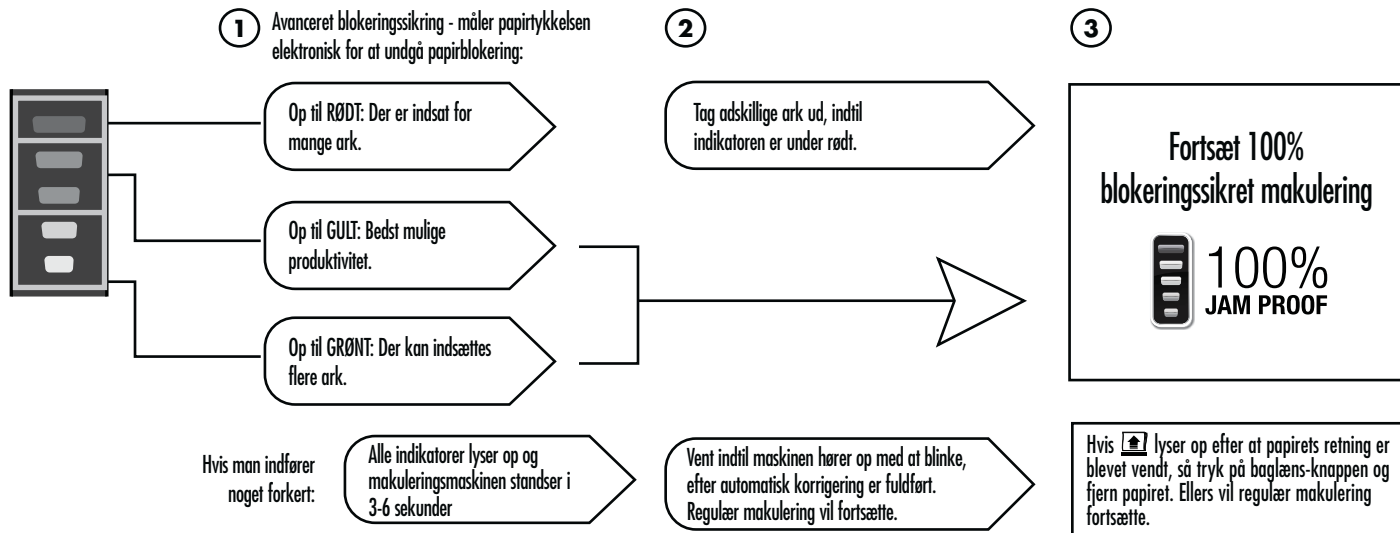 1
Avanceret blokeringssikring - måler papirtykkelsen
elektronisk for at undgå papirblokering:
2
3
Op til RØDT: Der er indsat for
mange ark.
Tag adskillige ark ud, indtil
indikatoren er under rødt.
Op til GULT: Bedst mulige
produktivitet.
Op til GRØNT: Der kan indsættes
flere ark.
Fortsæt 100%
blokeringssikret makulering
100%
JAM PROOF
Hvis man indfører
noget forkert:
Alle indikatorer lyser op og
makuleringsmaskinen standser i
3-6 sekunder
Vent indtil maskinen hører op med at blinke,
efter automatisk korrigering er fuldført.
Regulær makulering vil fortsætte.
Hvis lyser op efter at papirets retning er
blevet vendt, så tryk på baglæns-knappen og
fjern papiret. Ellers vil regulær makulering
fortsætte.